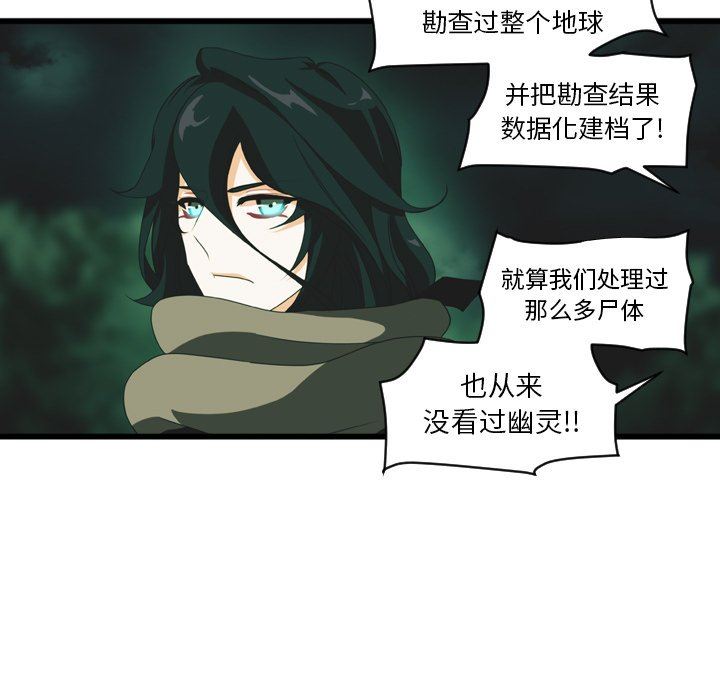 勘查过整个地球
并把勘查结果
数据化建档了!
就算我们处理过
那么多尸体
也从来
没看过幽灵!!